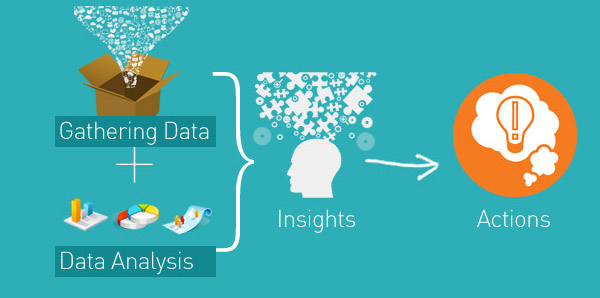 Gathering Data
Data Analysis
Insights
Actions